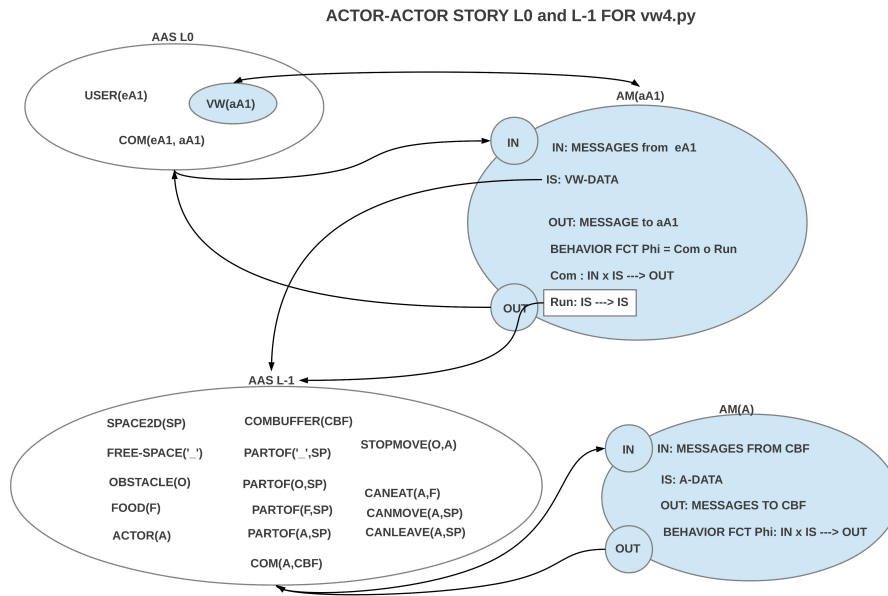 ACTOR-ACTOR STORY L0 and L-1 FOR vw4.py
AAS L0
USER(eA1)
VW(aA1)
COM(eA1, aA1)
AM(aA1)
IN
IN: MESSAGES from eA1
IS: VW-DATA
OUT: MESSAGE to aA1
BEHAVIOR FCT Phi = Com o Run
Com : IN x IS ---> OUT
OUT
Run: IS ---> IS
AAS L-1
SPACE2D(SP)
FREE-SPACE('_')
OBSTACLE(O)
FOOD(F)
ACTOR(A)
COMBUFFER(CBF)
PARTOF('_',SP)
PARTOF(O,SP)
PARTOF(F,SP)
PARTOF(A,SP)
COM(A,CBF)
STOPMOVE(O,A)
CANEAT(A,F)
CANMOVE(A,SP)
CANLEAVE(A,SP)
AM(A)
IN
IN: MESSAGES FROM CBF
IS: A-DATA
OUT: MESSAGES TO CBF
BEHAVIOR FCT Phi: IN x IS ---> OUT
OUT